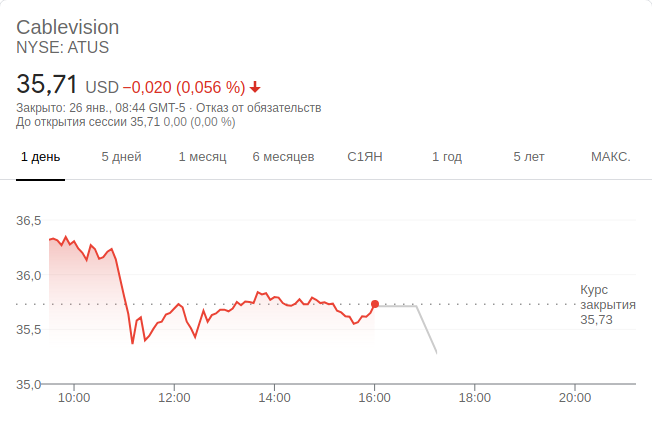 Cablevision
NYSE: ATUS
35,71 USD −0,020 (0,056 %)
Закрыто: 26 янв., 08:44 GMT-5 · Отказ от обязательств
До открытия сессии 35,71 0,00 (0,00 %)
1 день 5 дней 1 месяц 6 месяцев С1ЯН 1 год 5 лет МАКС.
36,5
36,0
Курс
закрытия
35,73
35,5
35,0
10:00 12:00 14:00 16:00 18:00 20:00